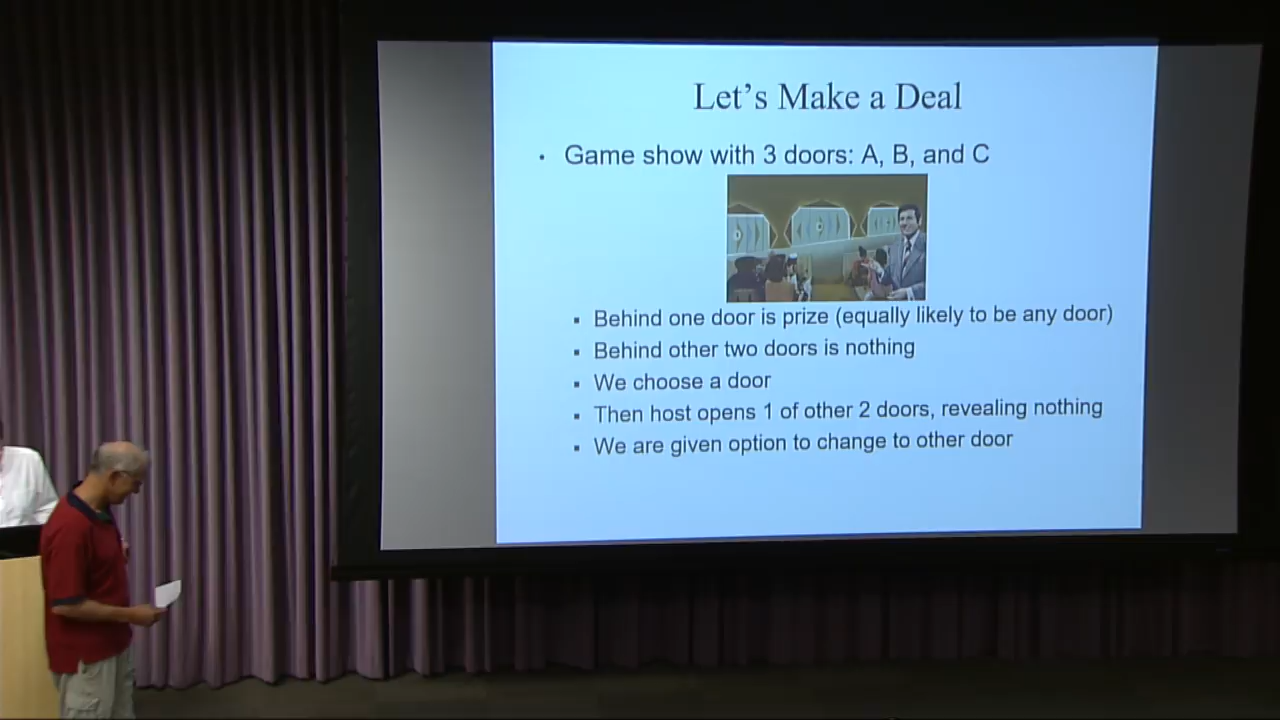 Let's Make a Deal
• Game show with 3 doors: A, B, and C
▪ Behind one door is prize (equally likely to be any door)
▪ Behind other two doors is nothing
▪ We choose a door
▪ Then host opens 1 of other 2 doors, revealing nothing
▪ We are given option to change to other door